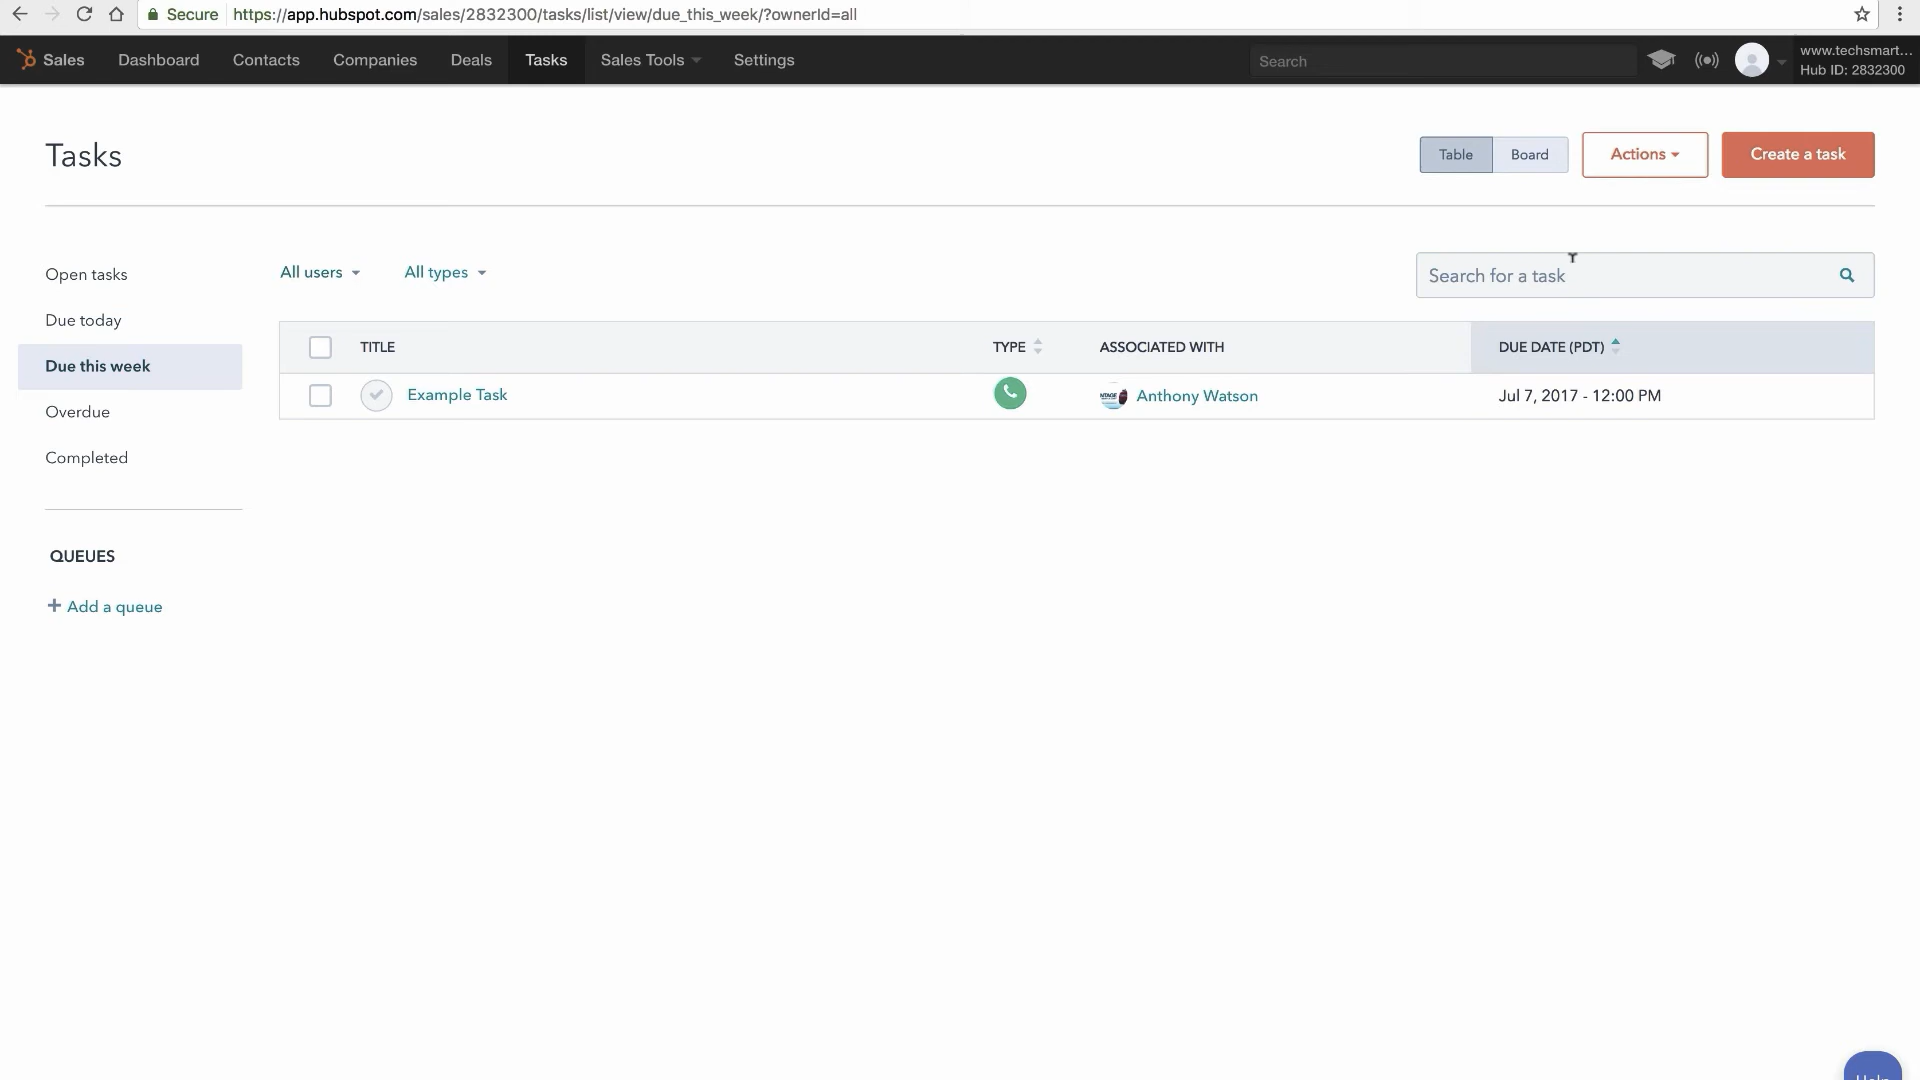 Secure https://app.hubspot.com/sales/2832300/tasks/list/view/due_this_week/?ownerId=all
Sales Dashboard Contacts Companies Deals Tasks Sales Tools Settings Search www.techsmart...
Hub ID: 2832300
Tasks Table Board Actions Create a task
Open tasks All users All types Search for a task
Due today
TITLE TYPE ASSOCIATED WITH DUE DATE (PDT)
Due this week
Example Task Anthony Watson Jul 7, 2017 - 12:00 PM
Overdue
Completed
QUEUES
+ Add a queue
Help